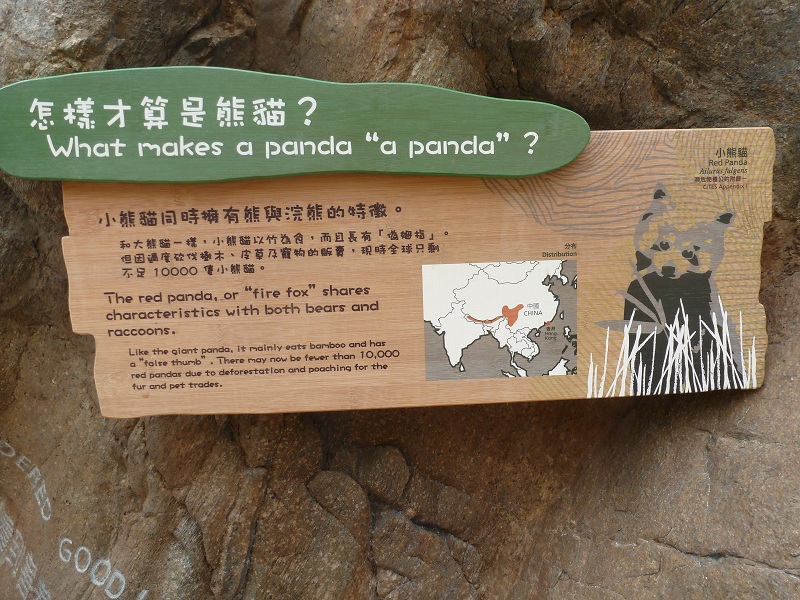 怎樣才算是熊貓？
What makes a panda “a panda” ?
小熊貓
Red Panda
Ailurus fulgens
CITES Appendix I
小熊貓同時擁有熊與浣熊的特徵。
和大熊貓一樣，小熊貓以竹為食，而且長有「偽姆指」。
但因過度砍伐樹木、皮草及寵物的販賣，現時全球只剩
不足 10000 隻小熊貓。
The red panda, or “fire fox” shares
characteristics with both bears and
raccoons.
Like the giant panda, it mainly eats bamboo and has
a “false thumb” . There may now be fewer than 10,000
red pandas due to deforestation and poaching for the
fur and pet trades.
分布
Distribution
中國
CHINA
香港
Hong
Kong
DERED
GOOD